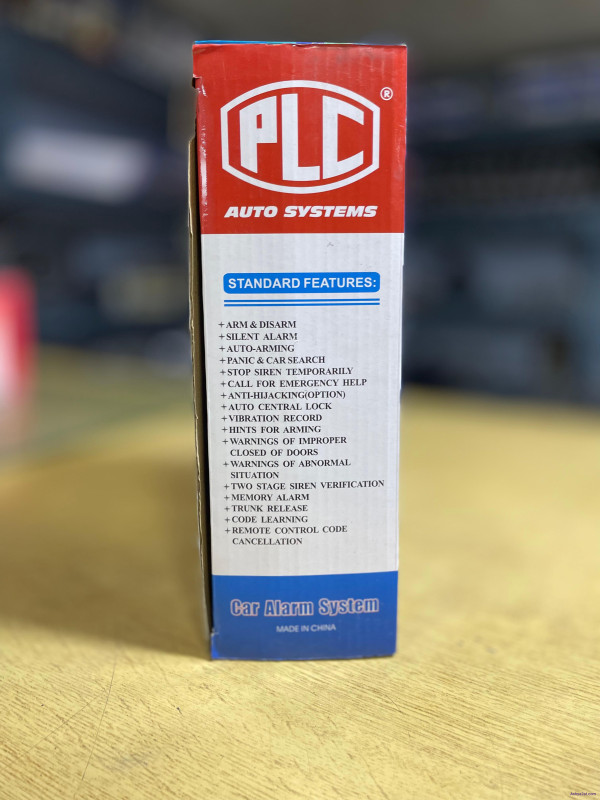 PLC ®
AUTO SYSTEMS
STANDARD FEATURES:
+ ARM & DISARM
+ SILENT ALARM
+ AUTO-ARMING
+ PANIC & CAR SEARCH
+ STOP SIREN TEMPORARILY
+ CALL FOR EMERGENCY HELP
+ ANTI-HIJACKING(OPTION)
+ AUTO CENTRAL LOCK
+ VIBRATION RECORD
+ HINTS FOR ARMING
+ WARNINGS OF IMPROPER
CLOSED OF DOORS
+ WARNINGS OF ABNORMAL
SITUATION
+ TWO STAGE SIREN VERIFICATION
+ MEMORY ALARM
+ TRUNK RELEASE
+ CODE LEARNING
+ REMOTE CONTROL CODE
CANCELLATION
Car Alarm System
MADE IN CHINA